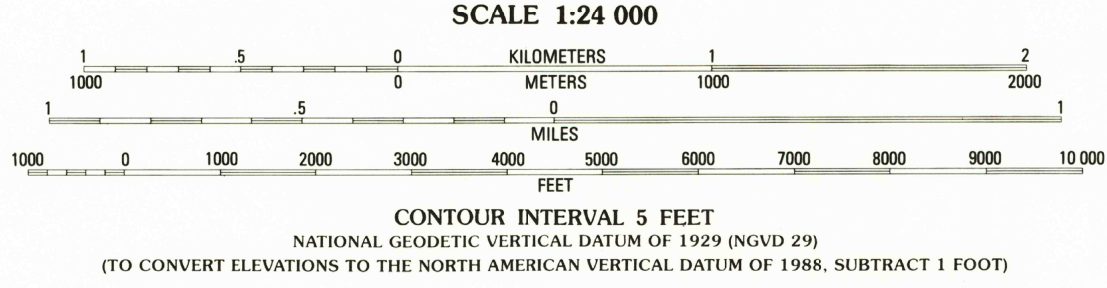 SCALE 1:24 000
1 .5 0 KILOMETERS 1 2
1000 0 METERS 1000 2000
1 .5 0 1
MILES
1000 0 1000 2000 3000 4000 5000 6000 7000 8000 9000 10 000
FEET
CONTOUR INTERVAL 5 FEET
NATIONAL GEODETIC VERTICAL DATUM OF 1929 (NGVD 29)
(TO CONVERT ELEVATIONS TO THE NORTH AMERICAN VERTICAL DATUM OF 1988, SUBTRACT 1 FOOT)